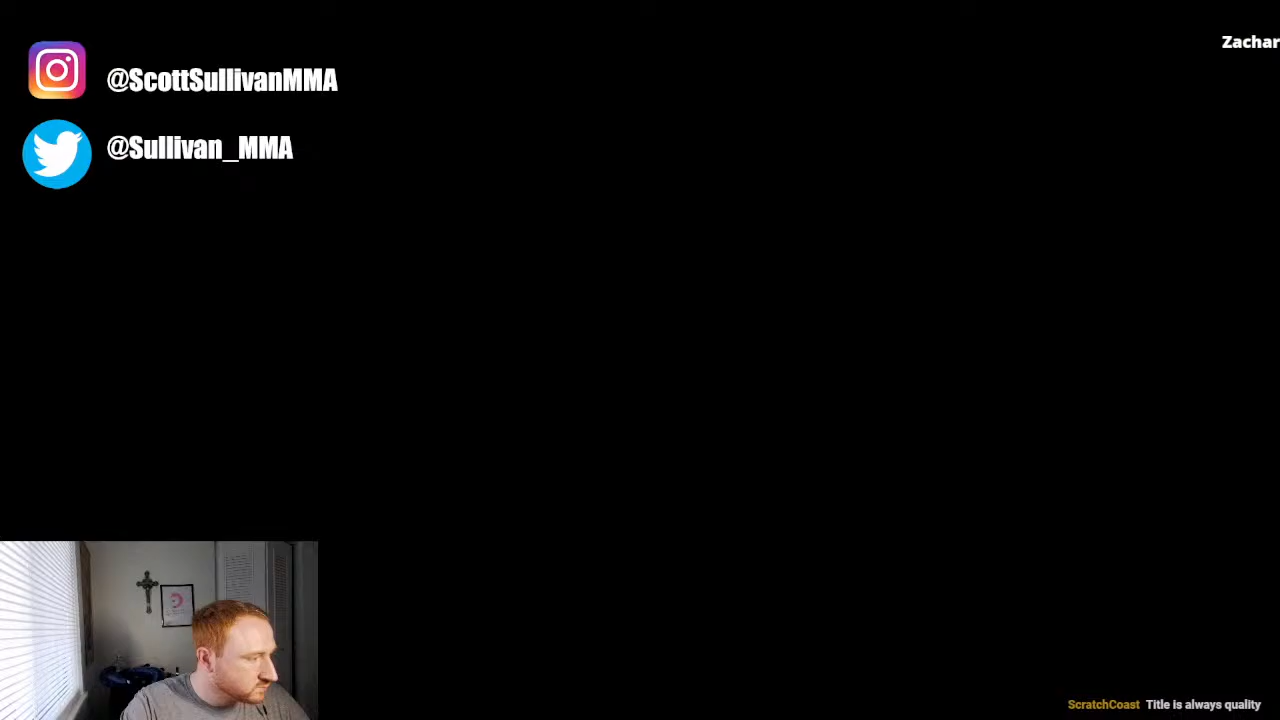 Zachar
@ScottSullivanMMA
@Sullivan_MMA
ScratchCoast Title is always quality